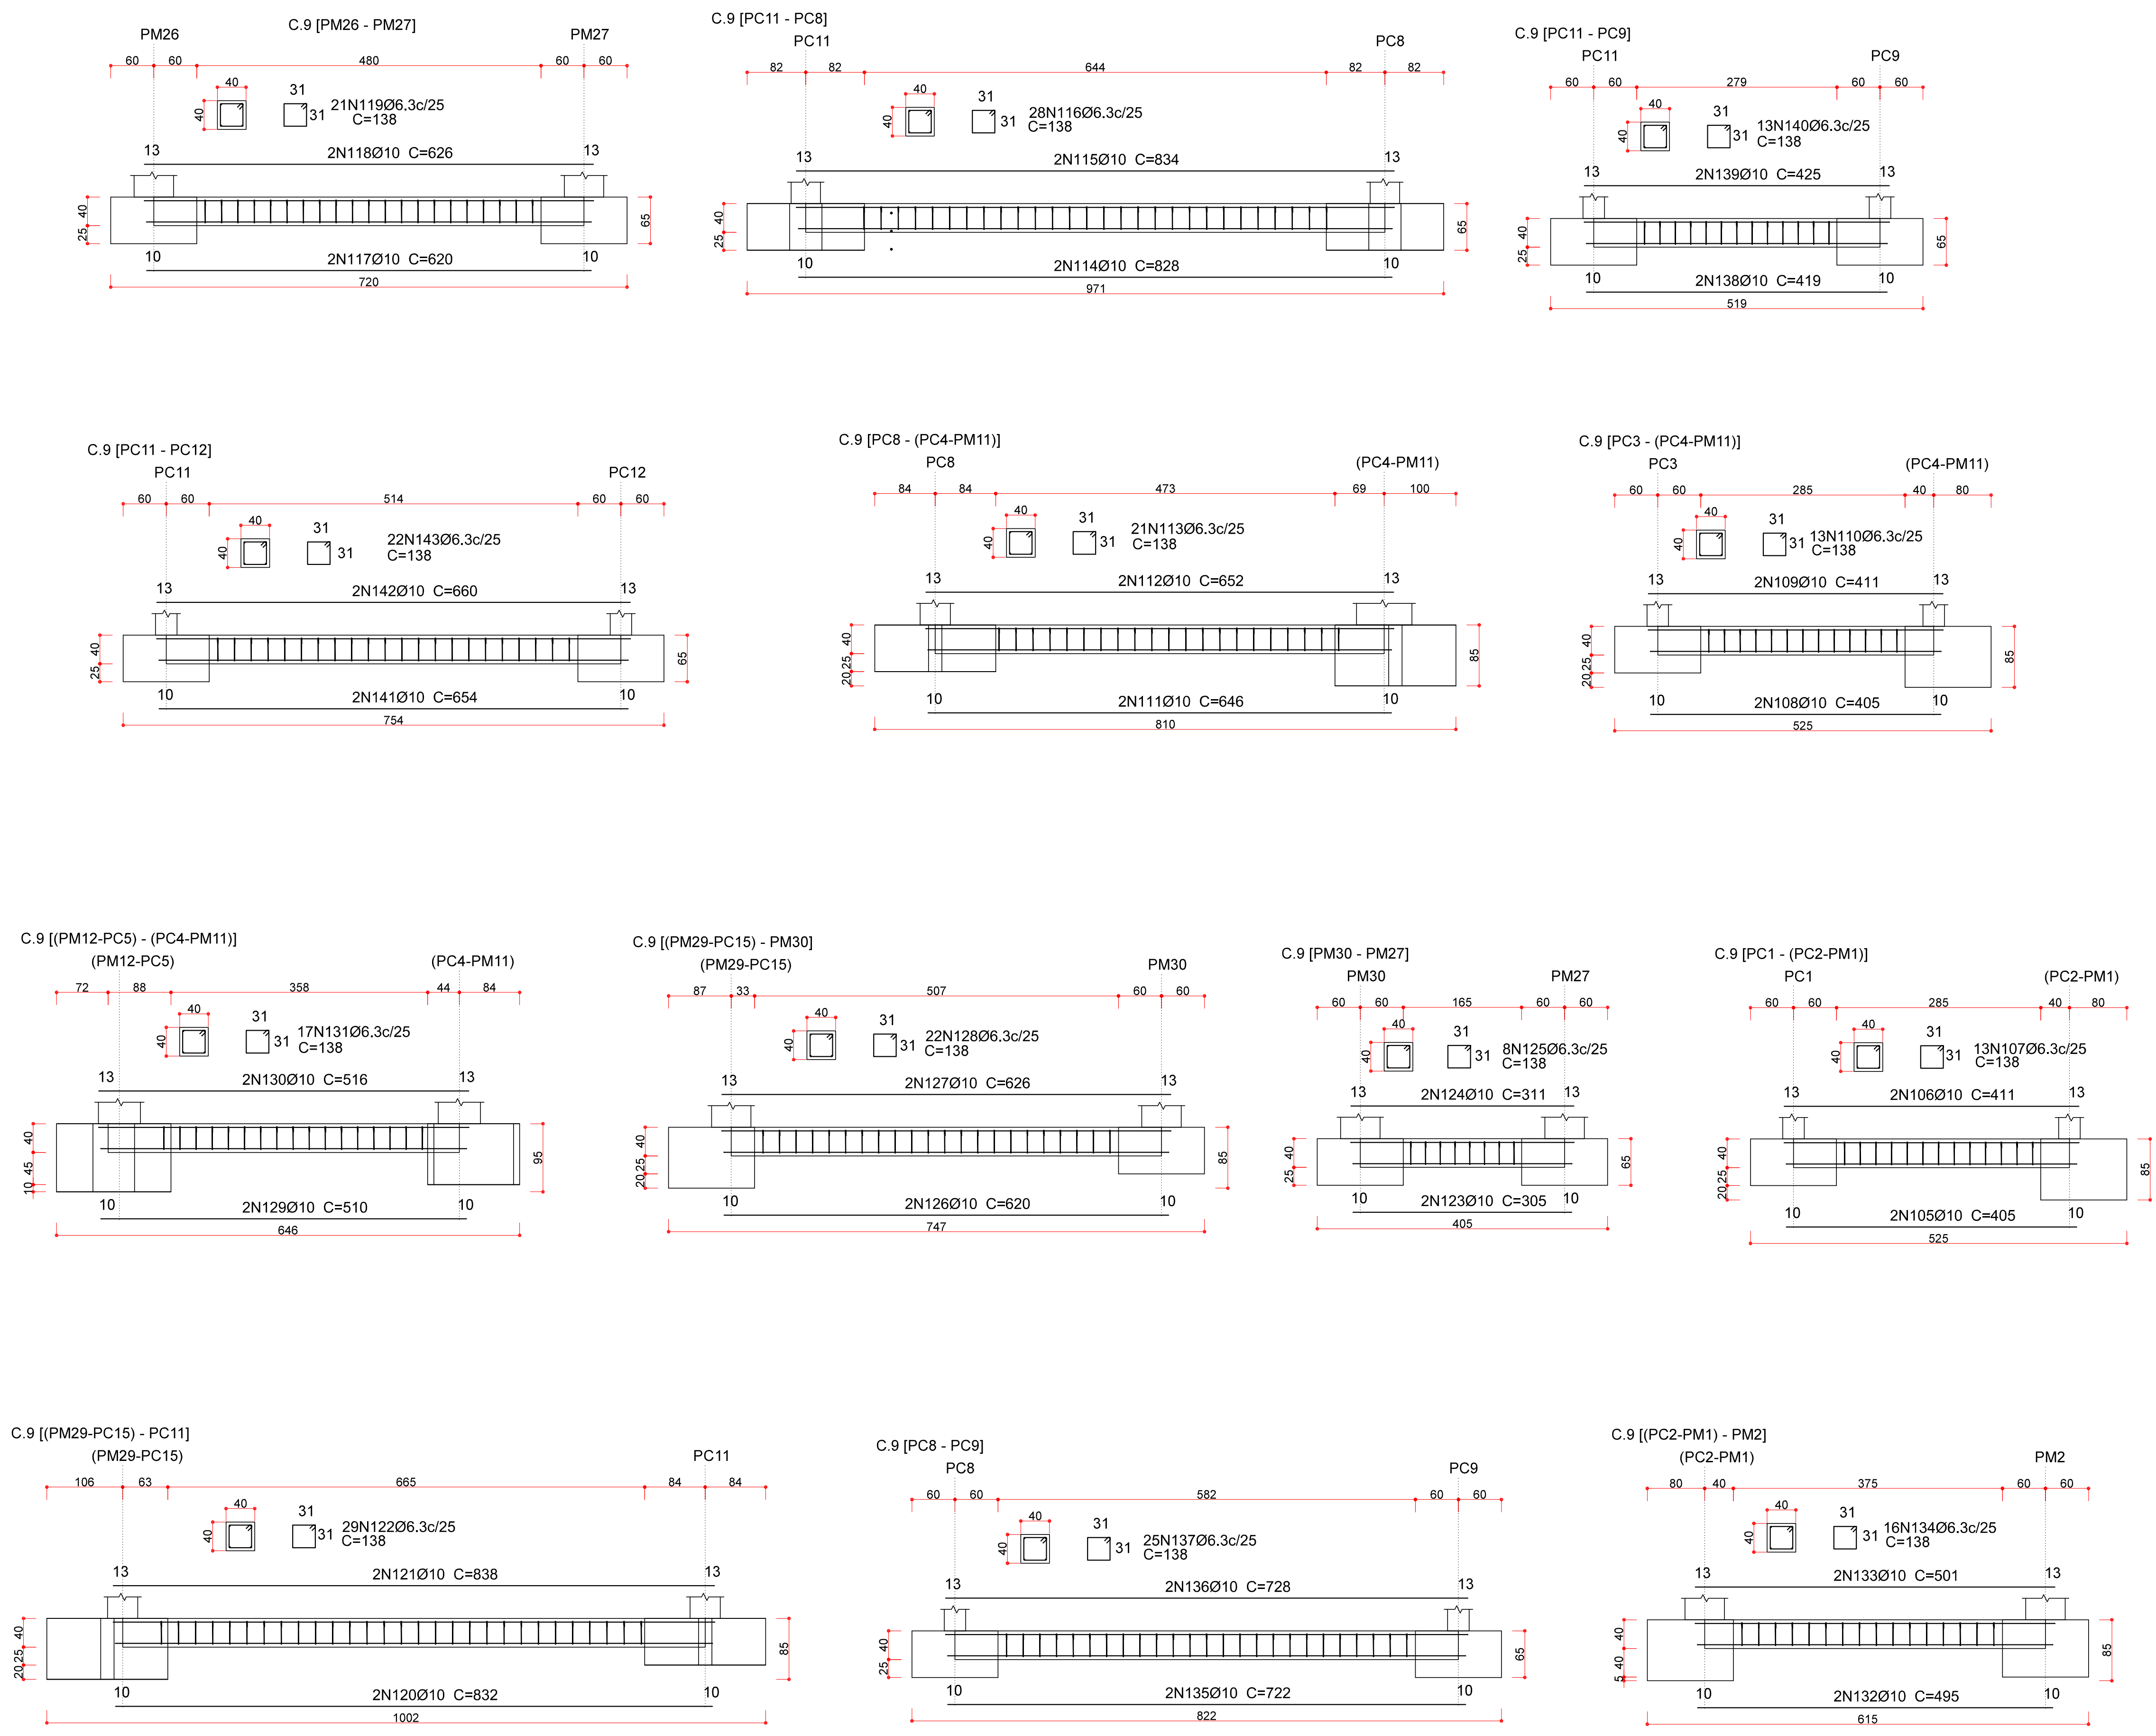 C.9 [PM26 - PM27]
PM26
PM27
60
60
480
60
60
40
40
31
31
21N119Ø6.3c/25
C=138
13
2N118Ø10 C=626
13
40
25
65
10
2N117Ø10 C=620
10
720
C.9 [PC11 - PC8]
PC11
PC8
82
82
644
82
82
40
40
31
31
28N116Ø6.3c/25
C=138
13
2N115Ø10 C=834
13
40
25
65
10
2N114Ø10 C=828
10
971
C.9 [PC11 - PC9]
PC11
PC9
60
60
279
60
60
40
40
31
31
13N140Ø6.3c/25
C=138
13
2N139Ø10 C=425
13
40
25
65
10
2N138Ø10 C=419
10
519
C.9 [PC11 - PC12]
PC11
PC12
60
60
514
60
60
40
40
31
31
22N143Ø6.3c/25
C=138
13
2N142Ø10 C=660
13
40
25
65
10
2N141Ø10 C=654
10
754
C.9 [PC8 - (PC4-PM11)]
PC8
(PC4-PM11)
84
84
473
69
100
40
40
31
31
21N113Ø6.3c/25
C=138
13
2N112Ø10 C=652
13
40
25
20
85
10
2N111Ø10 C=646
10
810
C.9 [PC3 - (PC4-PM11)]
PC3
(PC4-PM11)
60
60
285
40
80
40
40
31
31
13N110Ø6.3c/25
C=138
13
2N109Ø10 C=411
13
40
25
20
85
10
2N108Ø10 C=405
10
525
C.9 [(PM12-PC5) - (PC4-PM11)]
(PM12-PC5)
(PC4-PM11)
72
88
358
44
84
40
40
31
31
17N131Ø6.3c/25
C=138
13
2N130Ø10 C=516
13
40
45
10
95
10
2N129Ø10 C=510
10
646
C.9 [(PM29-PC15) - PM30]
(PM29-PC15)
PM30
87
33
507
60
60
40
40
31
31
22N128Ø6.3c/25
C=138
13
2N127Ø10 C=626
13
40
25
20
85
10
2N126Ø10 C=620
10
747
C.9 [PM30 - PM27]
PM30
PM27
60
60
165
60
60
40
40
31
31
8N125Ø6.3c/25
C=138
13
2N124Ø10 C=311
13
40
25
65
10
2N123Ø10 C=305
10
405
C.9 [PC1 - (PC2-PM1)]
PC1
(PC2-PM1)
60
60
285
40
80
40
40
31
31
13N107Ø6.3c/25
C=138
13
2N106Ø10 C=411
13
40
25
20
85
10
2N105Ø10 C=405
10
525
C.9 [(PM29-PC15) - PC11]
(PM29-PC15)
PC11
106
63
665
84
84
40
40
31
31
29N122Ø6.3c/25
C=138
13
2N121Ø10 C=838
13
40
25
20
85
10
2N120Ø10 C=832
10
1002
C.9 [PC8 - PC9]
PC8
PC9
60
60
582
60
60
40
40
31
31
25N137Ø6.3c/25
C=138
13
2N136Ø10 C=728
13
40
25
65
10
2N135Ø10 C=722
10
822
C.9 [(PC2-PM1) - PM2]
(PC2-PM1)
PM2
80
40
375
60
60
40
40
31
31
16N134Ø6.3c/25
C=138
13
2N133Ø10 C=501
13
40
40
5
85
10
2N132Ø10 C=495
10
615